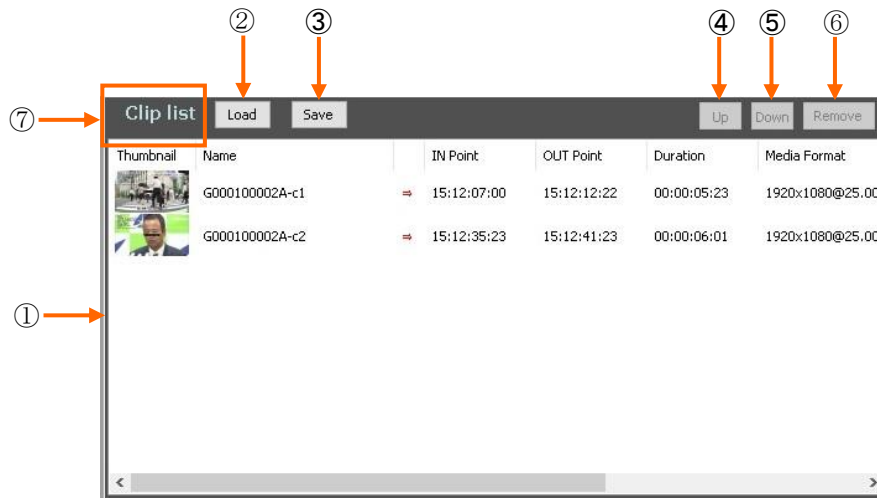 ② ③ ④ ⑤ ⑥
⑦ Clip list Load Save Up Down Remove
Thumbnail Name IN Point OUT Point Duration Media Format
G000100002A-c1 ⇒ 15:12:07:00 15:12:12:22 00:00:05:23 1920x1080@25.00
G000100002A-c2 ⇒ 15:12:35:23 15:12:41:23 00:00:06:01 1920x1080@25.00
①